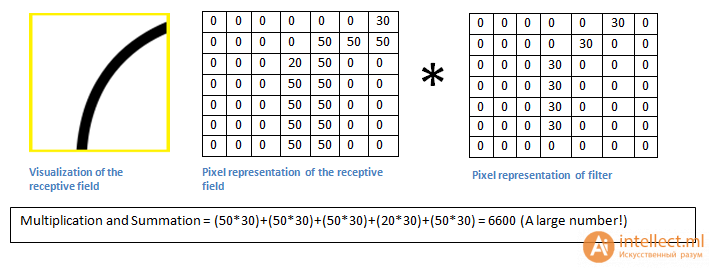 0 0 0 0 0 0 30
0 0 0 0 50 50 50
0 0 0 20 50 0 0
0 0 0 50 50 0 0
0 0 0 50 50 0 0
0 0 0 50 50 0 0
0 0 0 50 50 0 0
*
0 0 0 0 0 30 0
0 0 0 0 30 0 0
0 0 0 30 0 0 0
0 0 0 30 0 0 0
0 0 0 30 0 0 0
0 0 0 30 0 0 0
0 0 0 0 0 0 0
Visualization of the
receptive field
Pixel representation of the receptive
field
Pixel representation of filter
Multiplication and Summation = (50*30)+(50*30)+(50*30)+(20*30)+(50*30) = 6600 (A large number!)
intellect.ml
Искусственный разум